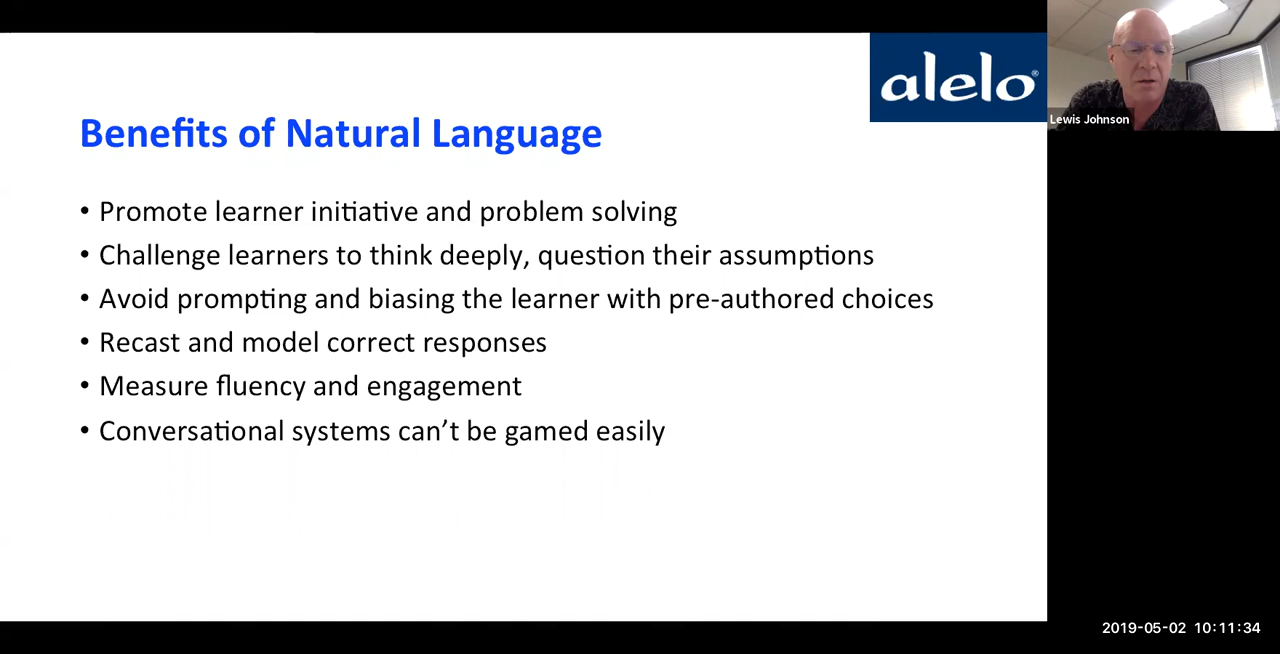 alelo®
Lewis Johnson
Benefits of Natural Language
• Promote learner initiative and problem solving
• Challenge learners to think deeply, question their assumptions
• Avoid prompting and biasing the learner with pre-authored choices
• Recast and model correct responses
• Measure fluency and engagement
• Conversational systems can’t be gamed easily
2019-05-02 10:11:34